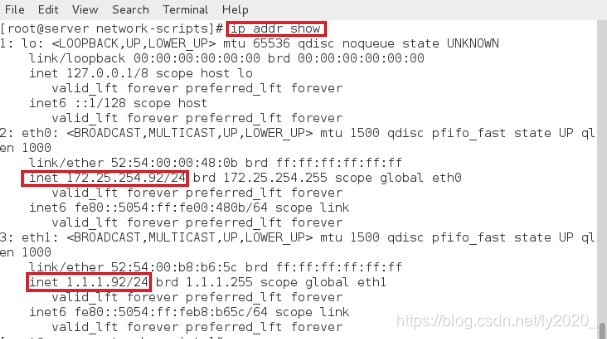 File Edit View Search Terminal Help
[root@server network-scripts]# ip addr show
1: lo: <LOOPBACK,UP,LOWER_UP> mtu 65536 qdisc noqueue state UNKNOWN
link/loopback 00:00:00:00:00:00 brd 00:00:00:00:00:00
inet 127.0.0.1/8 scope host lo
valid_lft forever preferred_lft forever
inet6 ::1/128 scope host
valid_lft forever preferred_lft forever
2: eth0: <BROADCAST,MULTICAST,UP,LOWER_UP> mtu 1500 qdisc pfifo_fast state UP ql
en 1000
link/ether 52:54:00:00:48:0b brd ff:ff:ff:ff:ff:ff
inet 172.25.254.92/24 brd 172.25.254.255 scope global eth0
valid_lft forever preferred_lft forever
inet6 fe80::5054:ff:fe00:480b/64 scope link
valid_lft forever preferred_lft forever
3: eth1: <BROADCAST,MULTICAST,UP,LOWER_UP> mtu 1500 qdisc pfifo_fast state UP ql
en 1000
link/ether 52:54:00:b8:b6:5c brd ff:ff:ff:ff:ff:ff
inet 1.1.1.92/24 brd 1.1.1.255 scope global eth1
valid_lft forever preferred_lft forever
inet6 fe80::5054:ff:feb8:b65c/64 scope link
valid_lft forever preferred_lft forever
https://blog.csdn.net/ly2020_